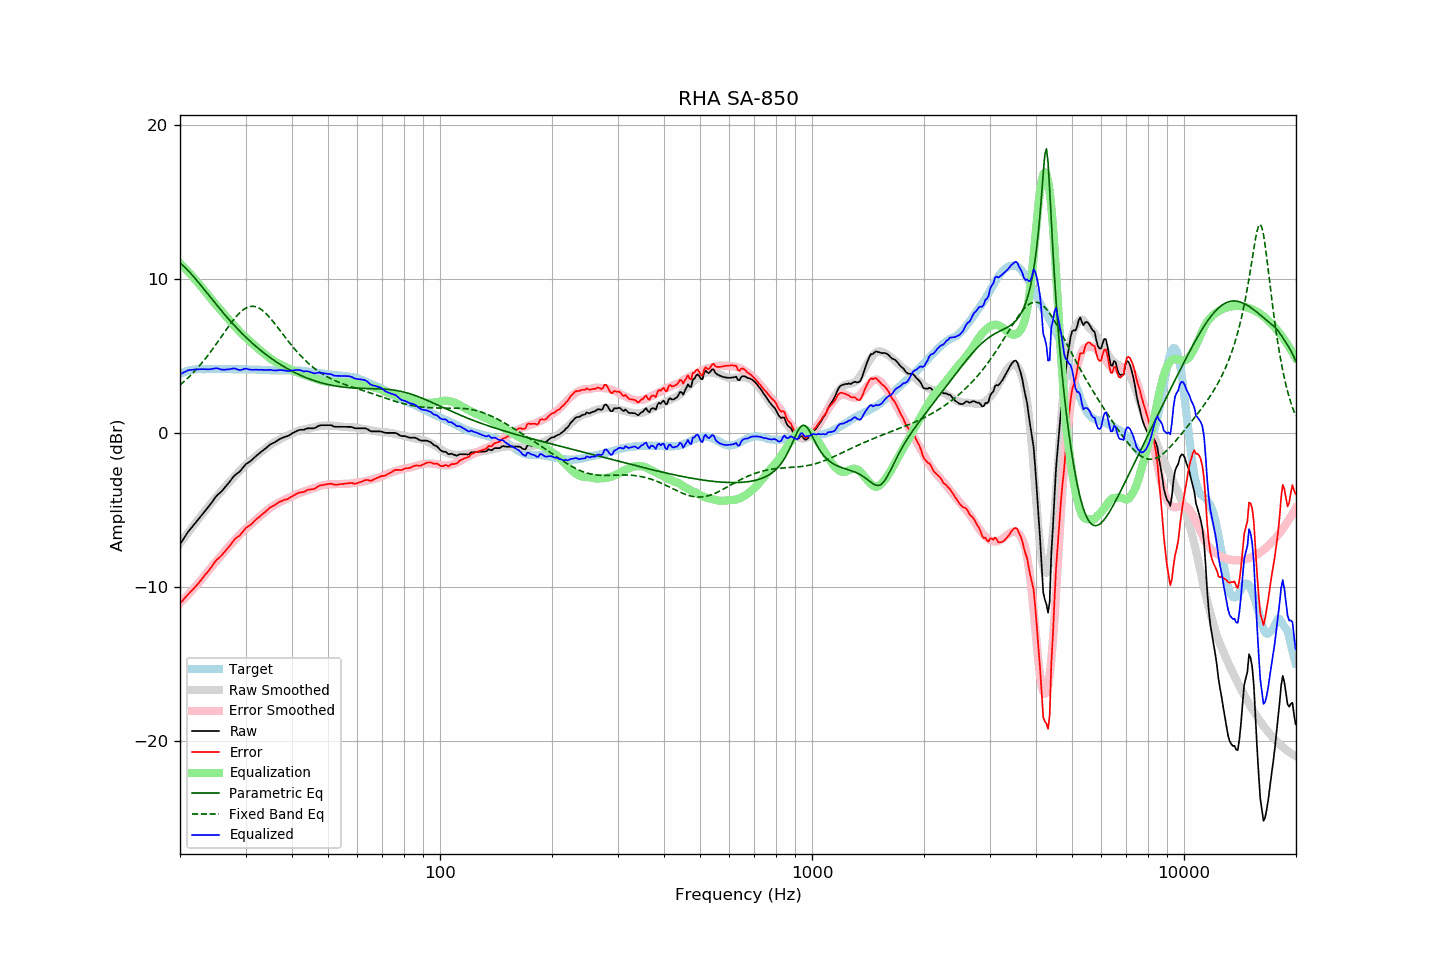 RHA SA-850
20
10
0
−10
−20
Amplitude (dBr)
Target
Raw Smoothed
Error Smoothed
Raw
Error
Equalization
Parametric Eq
Fixed Band Eq
Equalized
100 1000 10000
Frequency (Hz)